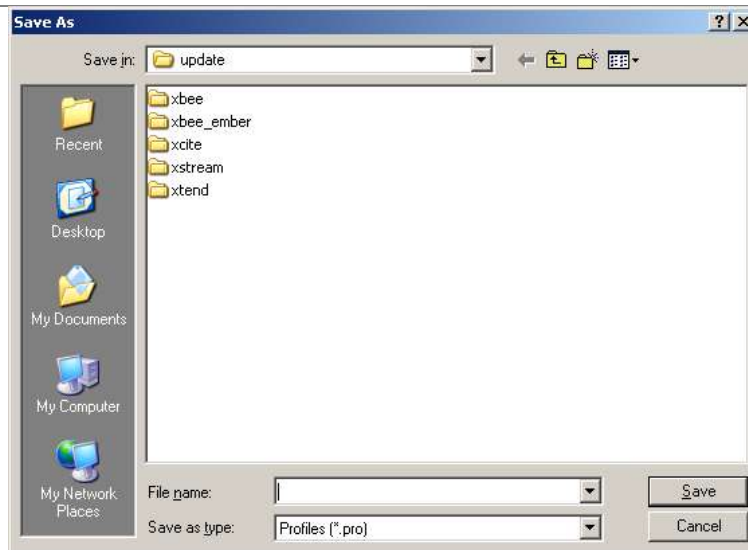 Save As
Save in: update
xbee
xbee_ember
xcite
xstream
xtend
Recent
Desktop
My Documents
My Computer
My Network
Places
File name:
Save
Save as type: Profiles (*.pro)
Cancel